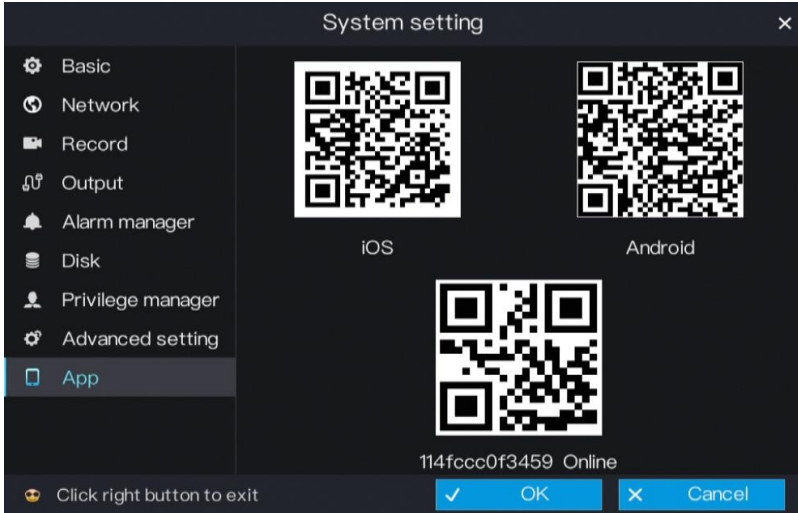 System setting
Basic
Network
Record
Output
Alarm manager
Disk
Privilege manager
Advanced setting
App
iOS
Android
114fccc0f3459 Online
Click right button to exit
OK
Cancel